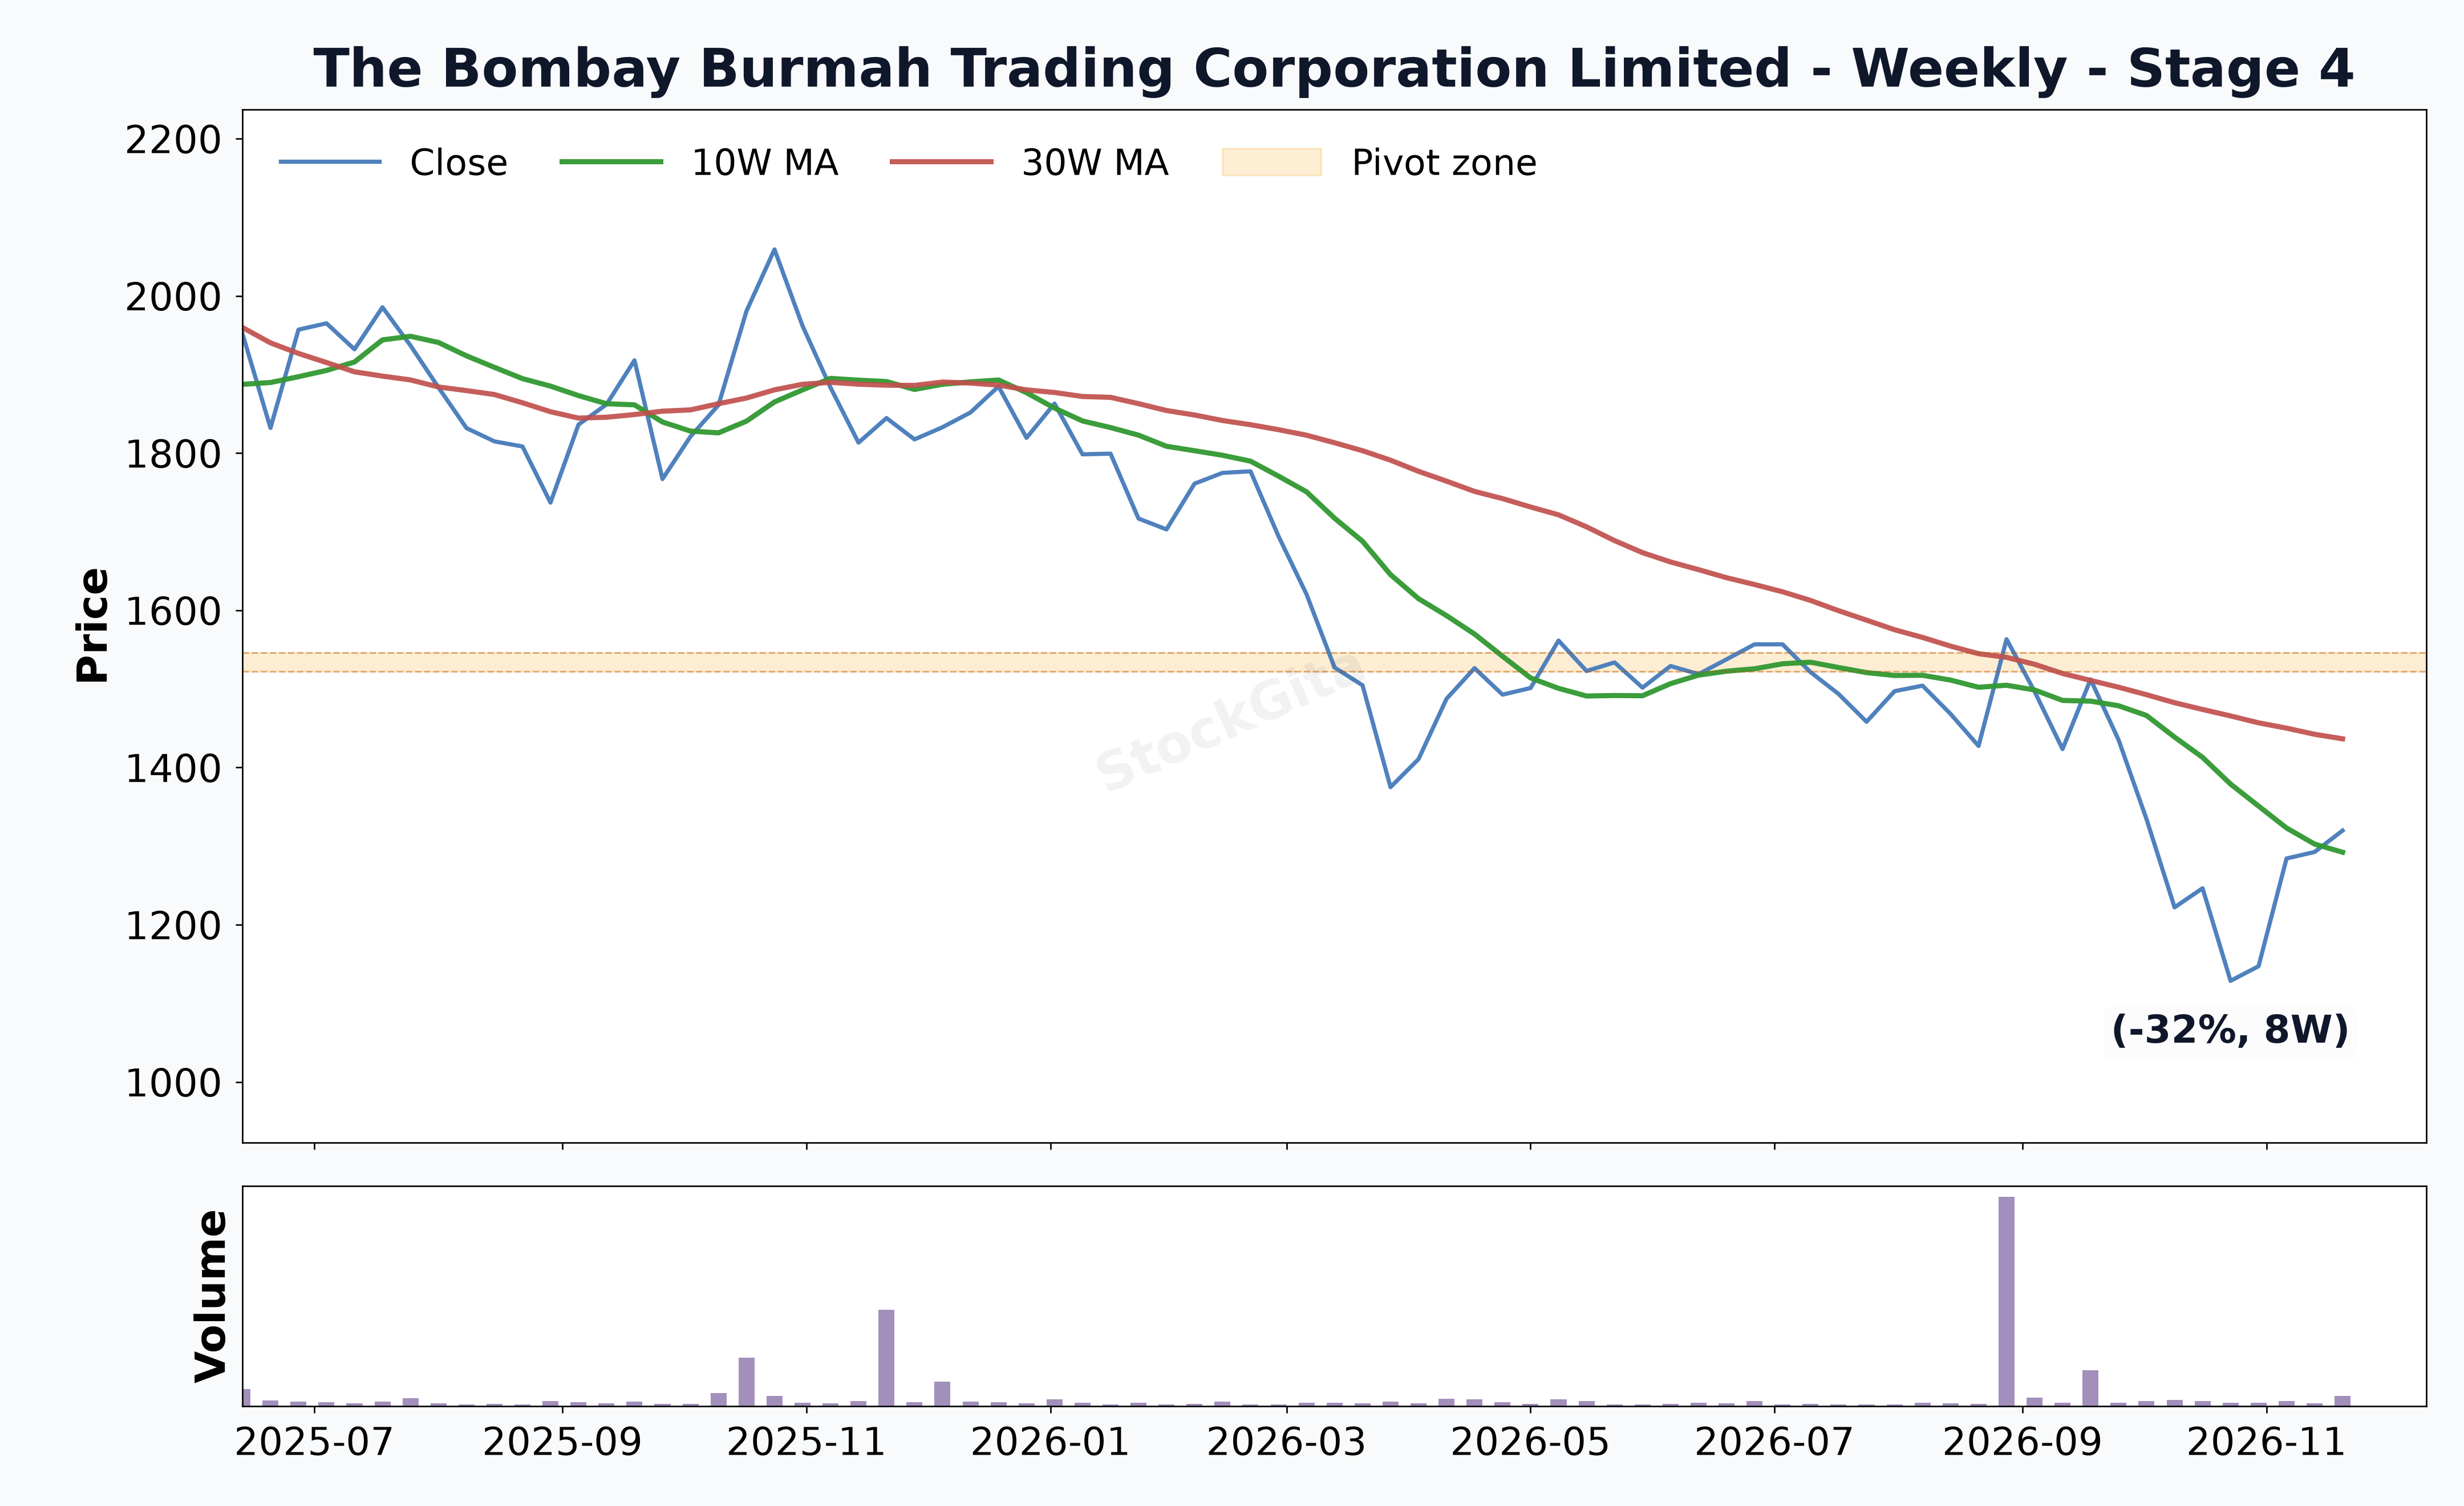 The Bombay Burmah Trading Corporation Limited - Weekly - Stage 4
Close 10W MA 30W MA Pivot zone
Price
2200
2000
1800
1600
1400
1200
1000
StockGita
(-32%, 8W)
Volume
2025-07 2025-09 2025-11 2026-01 2026-03 2026-05 2026-07 2026-09 2026-11